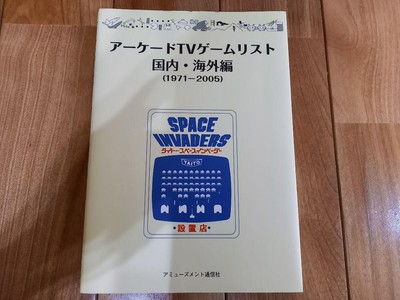 アーケードTVゲームリスト
国内・海外編
(1971－2005)
SPACE
INVADERS
タイトースペースインベーダー
TAITO
・設置店・
アミューズメント通信社